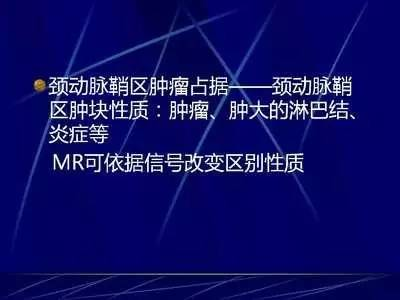 颈动脉鞘区肿瘤占据——颈动脉鞘
区肿块性质：肿瘤、肿大的淋巴结、
炎症等
MR可依据信号改变区别性质